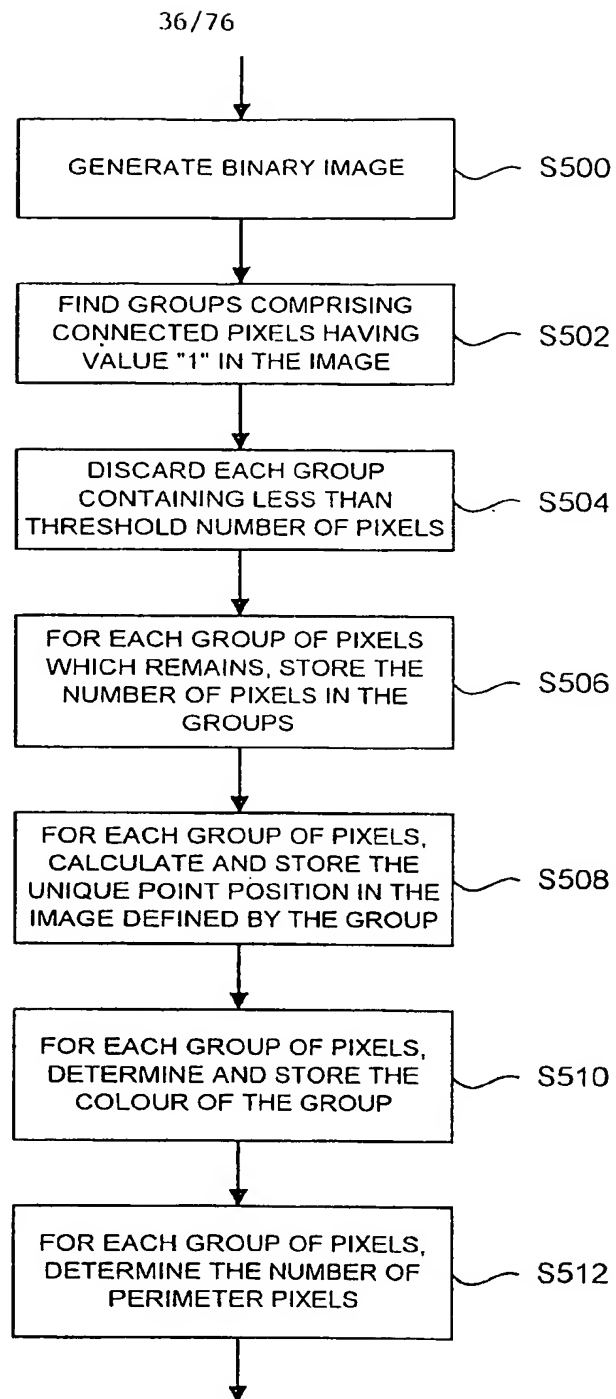 36/76
GENERATE BINARY IMAGE
S500
FIND GROUPS COMPRISING
CONNECTED PIXELS HAVING
VALUE "1" IN THE IMAGE
S502
DISCARD EACH GROUP
CONTAINING LESS THAN
THRESHOLD NUMBER OF PIXELS
S504
FOR EACH GROUP OF PIXELS
WHICH REMAINS, STORE THE
NUMBER OF PIXELS IN THE
GROUPS
S506
FOR EACH GROUP OF PIXELS,
CALCULATE AND STORE THE
UNIQUE POINT POSITION IN THE
IMAGE DEFINED BY THE GROUP
S508
FOR EACH GROUP OF PIXELS,
DETERMINE AND STORE THE
COLOUR OF THE GROUP
S510
FOR EACH GROUP OF PIXELS,
DETERMINE THE NUMBER OF
PERIMETER PIXELS
S512